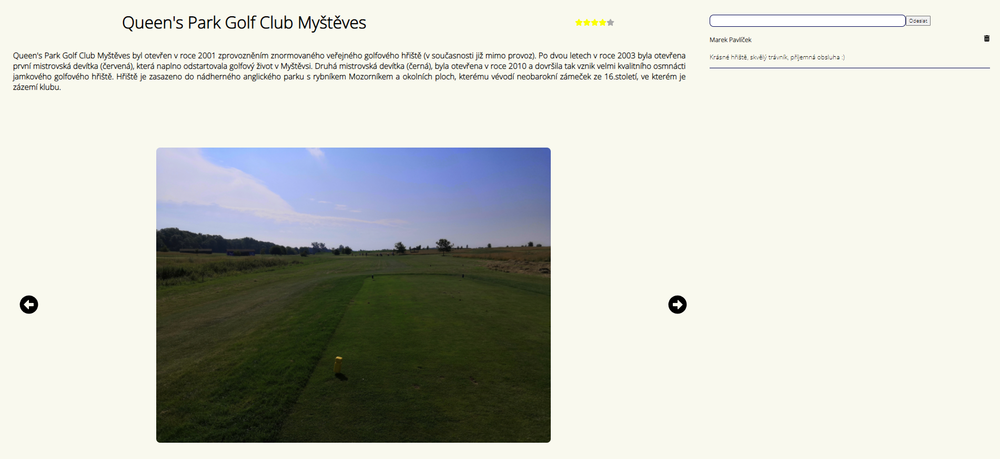 Queen's Park Golf Club Myštěves
Queen's Park Golf Club Myštěves byl otevřen v roce 2001 zprovozněním znormovaného veřejného golfového hřiště (v současnosti již mimo provoz). Po dvou letech v roce 2003 byla otevřena
první mistrovská devítka (červená), která naplno odstartovala golfový život v Myštěvsi. Druhá mistrovská devítka (černá), byla otevřena v roce 2010 a dovršila tak vznik velmi kvalitního osmnácti
jamkového golfového hřiště. Hřiště je zasazeno do nádherného anglického parku s rybníkem Mozorníkem a okolních ploch, kterému vévodí neobarokní zámeček ze 16.století, ve kterém je
zázemí klubu.
Odeslat
Marek Pavlíček
Krásné hřiště, skvělý trávník, příjemná obsluha :)